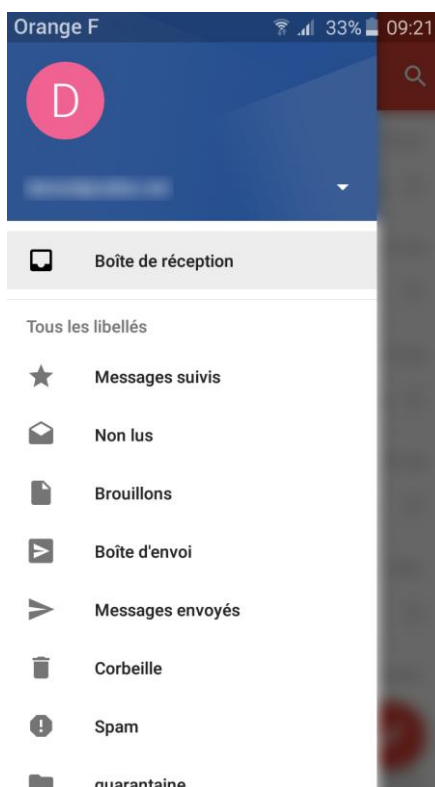 Orange F 33% 09:21
D
Boîte de réception
Tous les libellés
Messages suivis
Non lus
Brouillons
Boîte d'envoi
Messages envoyés
Corbeille
Spam
quarantaine